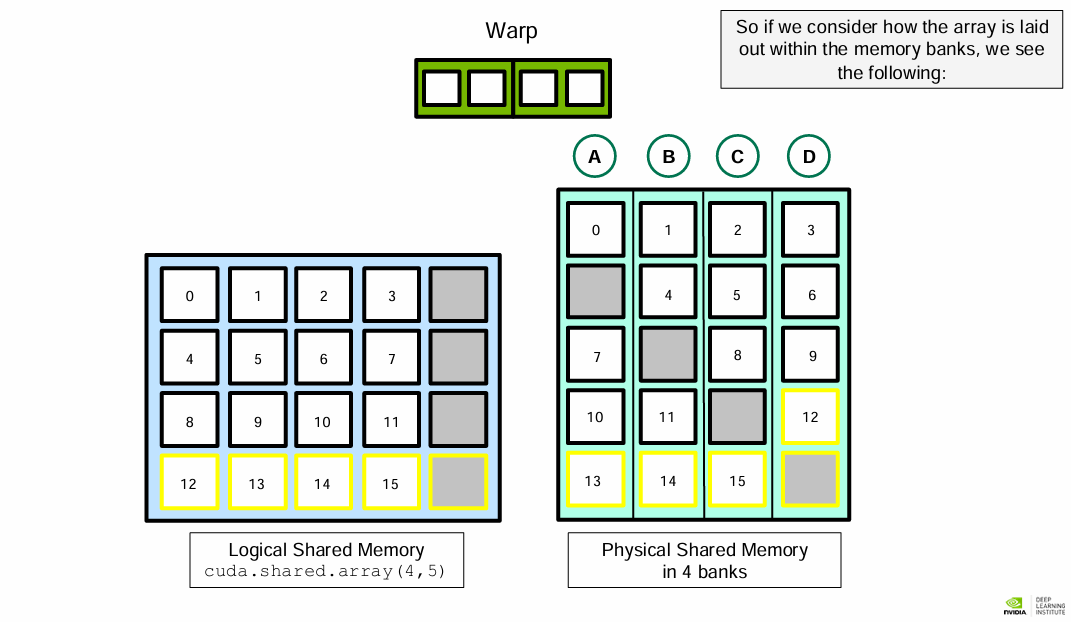 Warp
So if we consider how the array is laid
out within the memory banks, we see
the following:
A B C D
0 1 2 3
4 5 6
7 8 9
10 11 12
13 14 15
0 1 2 3
4 5 6 7
8 9 10 11
12 13 14 15
Logical Shared Memory
cuda.shared.array(4,5)
Physical Shared Memory
in 4 banks
NVIDIA
DEEP
LEARNING
INSTITUTE